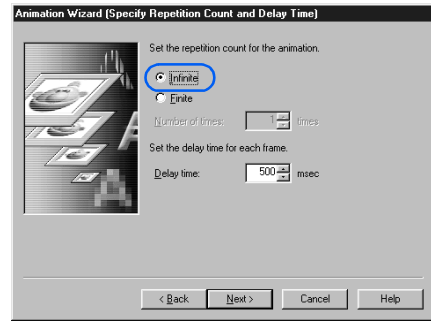 Animation Wizard (Specify Repetition Count and Delay Time)
Set the repetition count for the animation.
Infinite
Finite
Number of times: 1 times
Set the delay time for each frame.
Delay time: 500 msec
< Back Next > Cancel Help